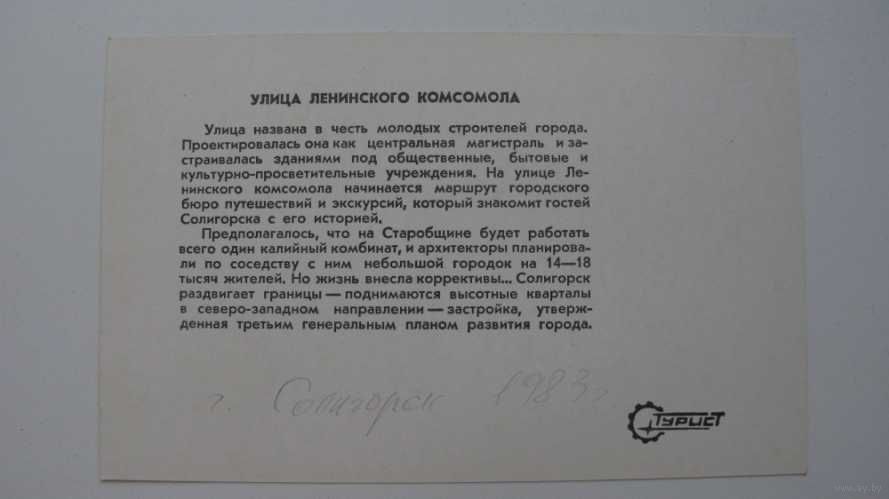 УЛИЦА ЛЕНИНСКОГО КОМСОМОЛА
Улица названа в честь молодых строителей города.
Проектировалась она как центральная магистраль и за-
страивалась зданиями под общественные, бытовые и
культурно-просветительные учреждения. На улице Ле-
нинского комсомола начинается маршрут городского
бюро путешествий и экскурсий, который знакомит гостей
Солигорска с его историей.
Предполагалось, что на Старобщине будет работать
всего один калийный комбинат, и архитекторы планирова-
ли по соседству с ним небольшой городок на 14—18
тысяч жителей. Но жизнь внесла коррективы... Солигорск
раздвигает границы — поднимаются высотные кварталы
в северо-западном направлении — застройка, утверж-
денная третьим генеральным планом развития города.
г. Солигорск 1983 г.
ТУРИСТ
www.ay.by